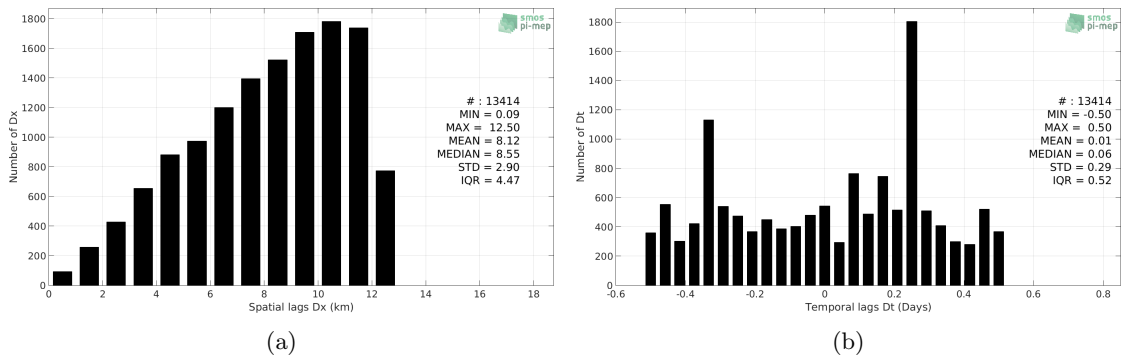 1800
1600
1400
1200
1000
800
600
400
200
0
Number of Dx
0 2 4 6 8 10 12 14 16 18
Spatial lags Dx (km)
smos
pi-mep
# : 13414
MIN = 0.09
MAX = 12.50
MEAN = 8.12
MEDIAN = 8.55
STD = 2.90
IQR = 4.47
(a)
1800
1600
1400
1200
1000
800
600
400
200
0
Number of Dt
-0.6 -0.4 -0.2 0 0.2 0.4 0.6 0.8
Temporal lags Dt (Days)
smos
pi-mep
# : 13414
MIN = -0.50
MAX = 0.50
MEAN = 0.01
MEDIAN = 0.06
STD = 0.29
IQR = 0.52
(b)